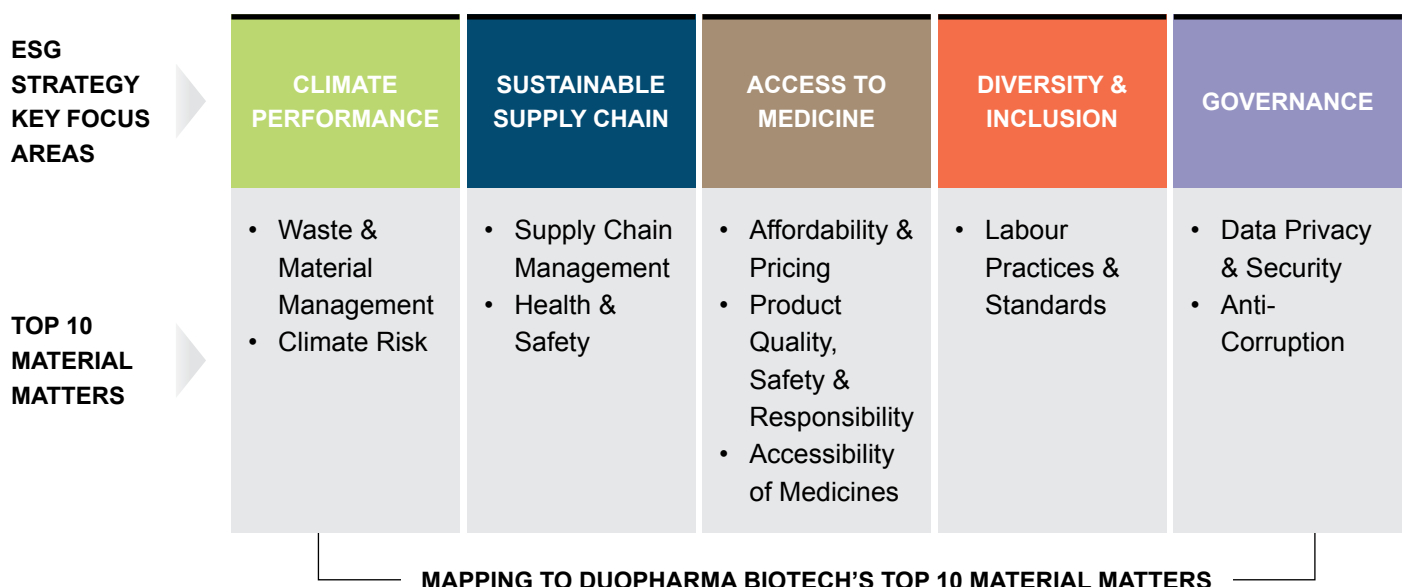 ESG
STRATEGY
KEY FOCUS
AREAS
CLIMATE
PERFORMANCE
SUSTAINABLE
SUPPLY CHAIN
ACCESS TO
MEDICINE
DIVERSITY &
INCLUSION
GOVERNANCE
TOP 10
MATERIAL
MATTERS
• Waste &
Material
Management
• Climate Risk
• Supply Chain
Management
• Health &
Safety
• Affordability &
Pricing
• Product
Quality,
Safety &
Responsibility
• Accessibility
of Medicines
• Labour
Practices &
Standards
• Data Privacy
& Security
• Anti-
Corruption
MAPPING TO DUOPHARMA BIOTECH'S TOP 10 MATERIAL MATTERS